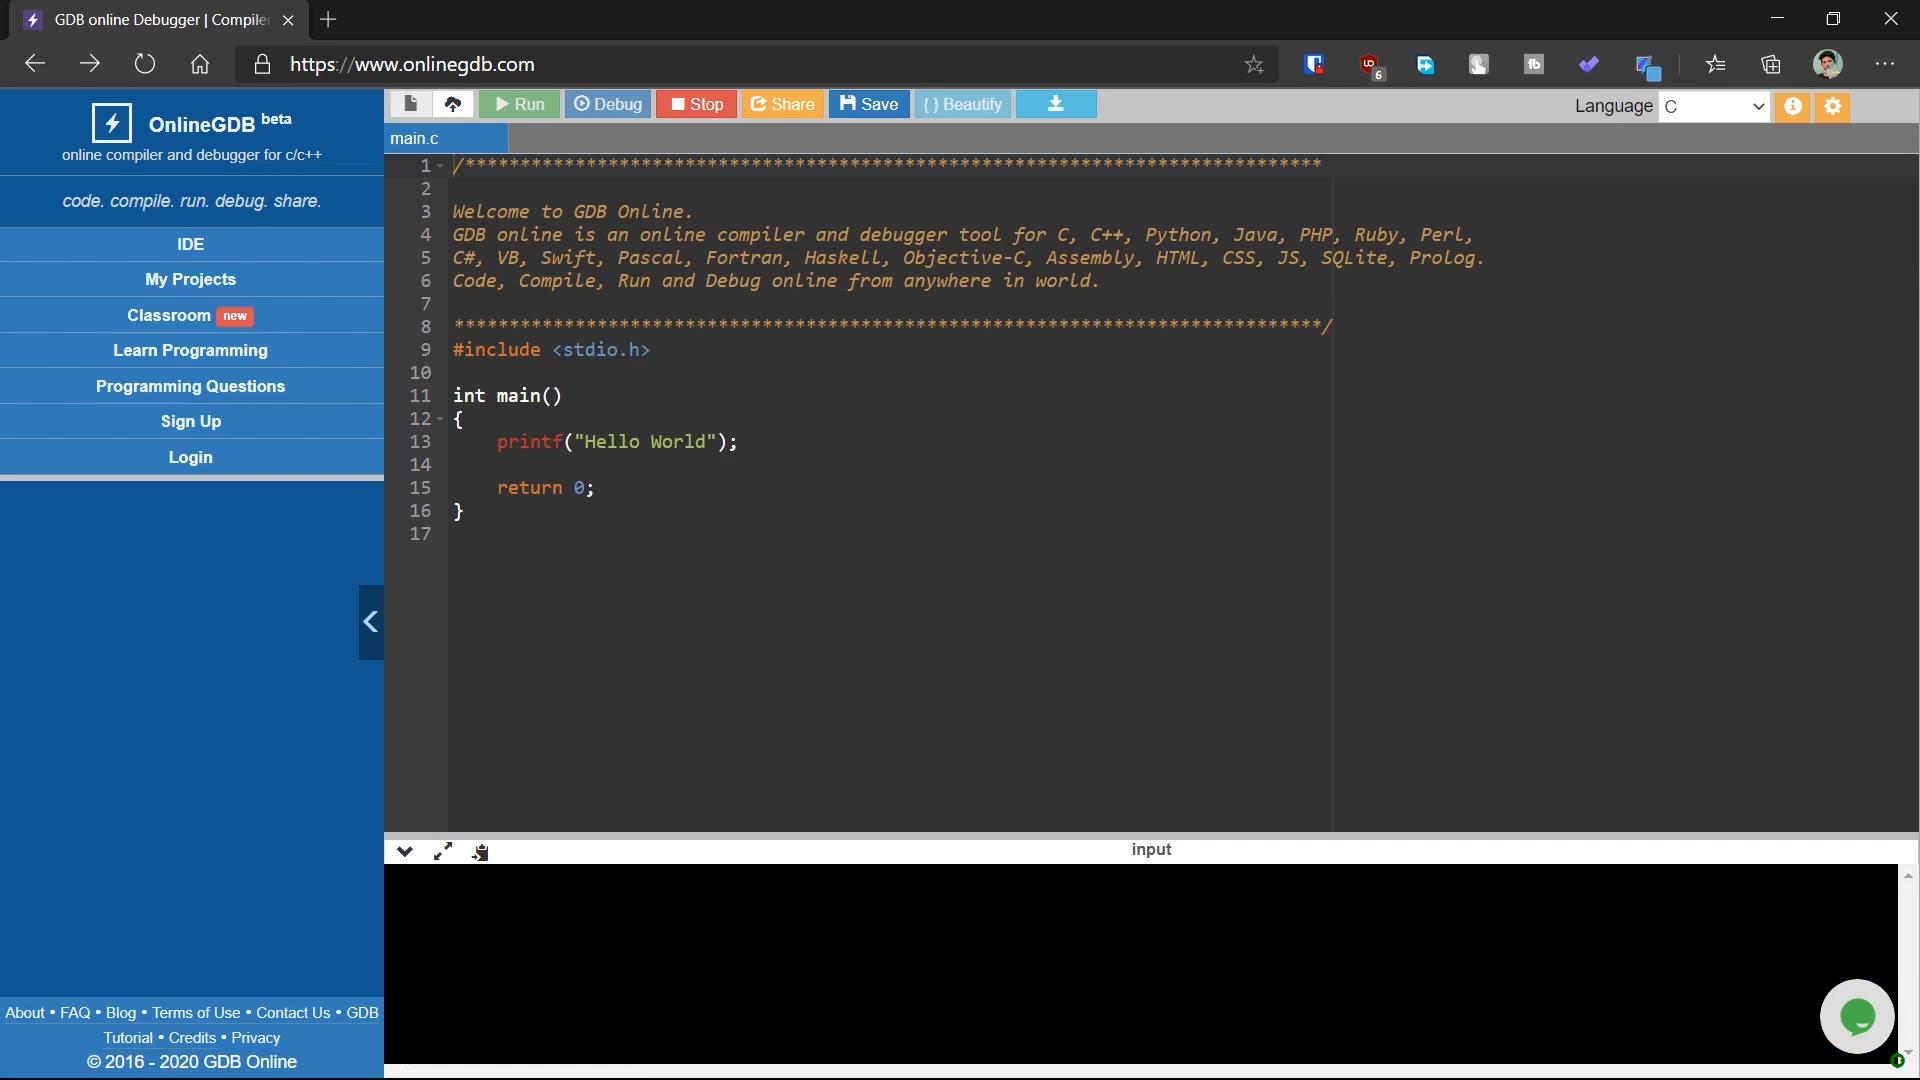 GDB online Debugger | Compiler
https://www.onlinegdb.com
6
OnlineGDB beta
online compiler and debugger for c/c++
code. compile. run. debug. share.
IDE
My Projects
Classroom new
Learn Programming
Programming Questions
Sign Up
Login
About • FAQ • Blog • Terms of Use • Contact Us • GDB
Tutorial • Credits • Privacy
© 2016 - 2020 GDB Online
Run Debug Stop Share Save { } Beautify
Language C
main.c
1 /******************************************************************************
2
3 Welcome to GDB Online.
4 GDB online is an online compiler and debugger tool for C, C++, Python, Java, PHP, Ruby, Perl,
5 C#, VB, Swift, Pascal, Fortran, Haskell, Objective-C, Assembly, HTML, CSS, JS, SQLite, Prolog.
6 Code, Compile, Run and Debug online from anywhere in world.
7
8 *******************************************************************************/
9 #include <stdio.h>
10
11 int main()
12 {
13     printf("Hello World");
14
15     return 0;
16 }
17
input